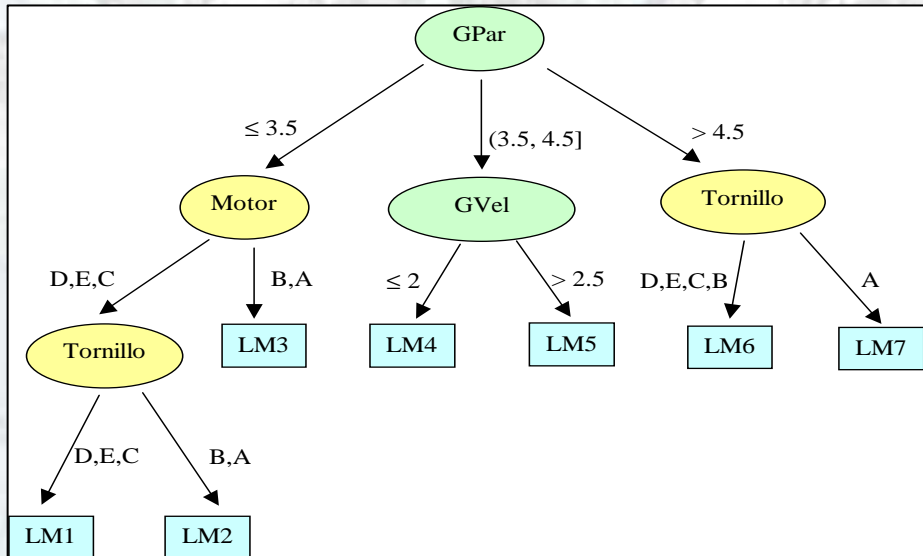 GPar
≤ 3.5
(3.5, 4.5]
> 4.5
Motor
GVel
Tornillo
D,E,C
B,A
≤ 2
> 2.5
D,E,C,B
A
Tornillo
LM3
LM4
LM5
LM6
LM7
D,E,C
B,A
LM1
LM2